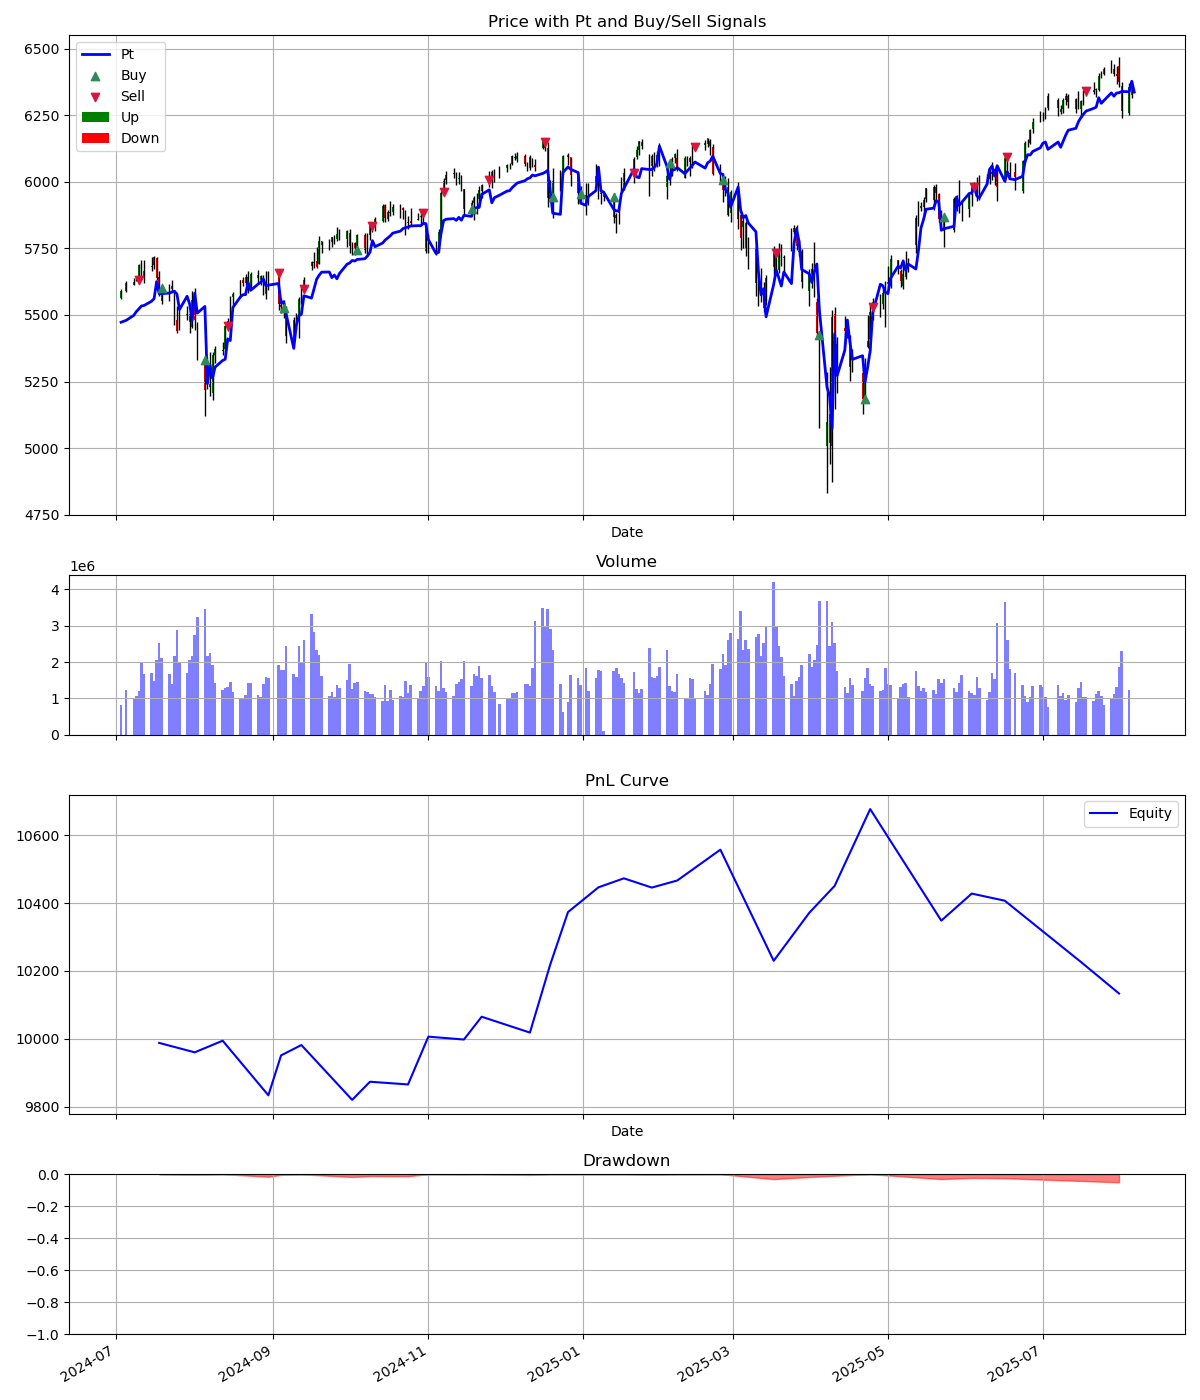 Price with Pt and Buy/Sell Signals
6500
6250
6000
5750
5500
5250
5000
4750
Pt
Buy
Sell
Up
Down
Date
Volume
1e6
4
3
2
1
0
PnL Curve
10600
10400
10200
10000
9800
Equity
Date
Drawdown
0.0
−0.2
−0.4
−0.6
−0.8
−1.0
2024-07
2024-09
2024-11
2025-01
2025-03
2025-05
2025-07